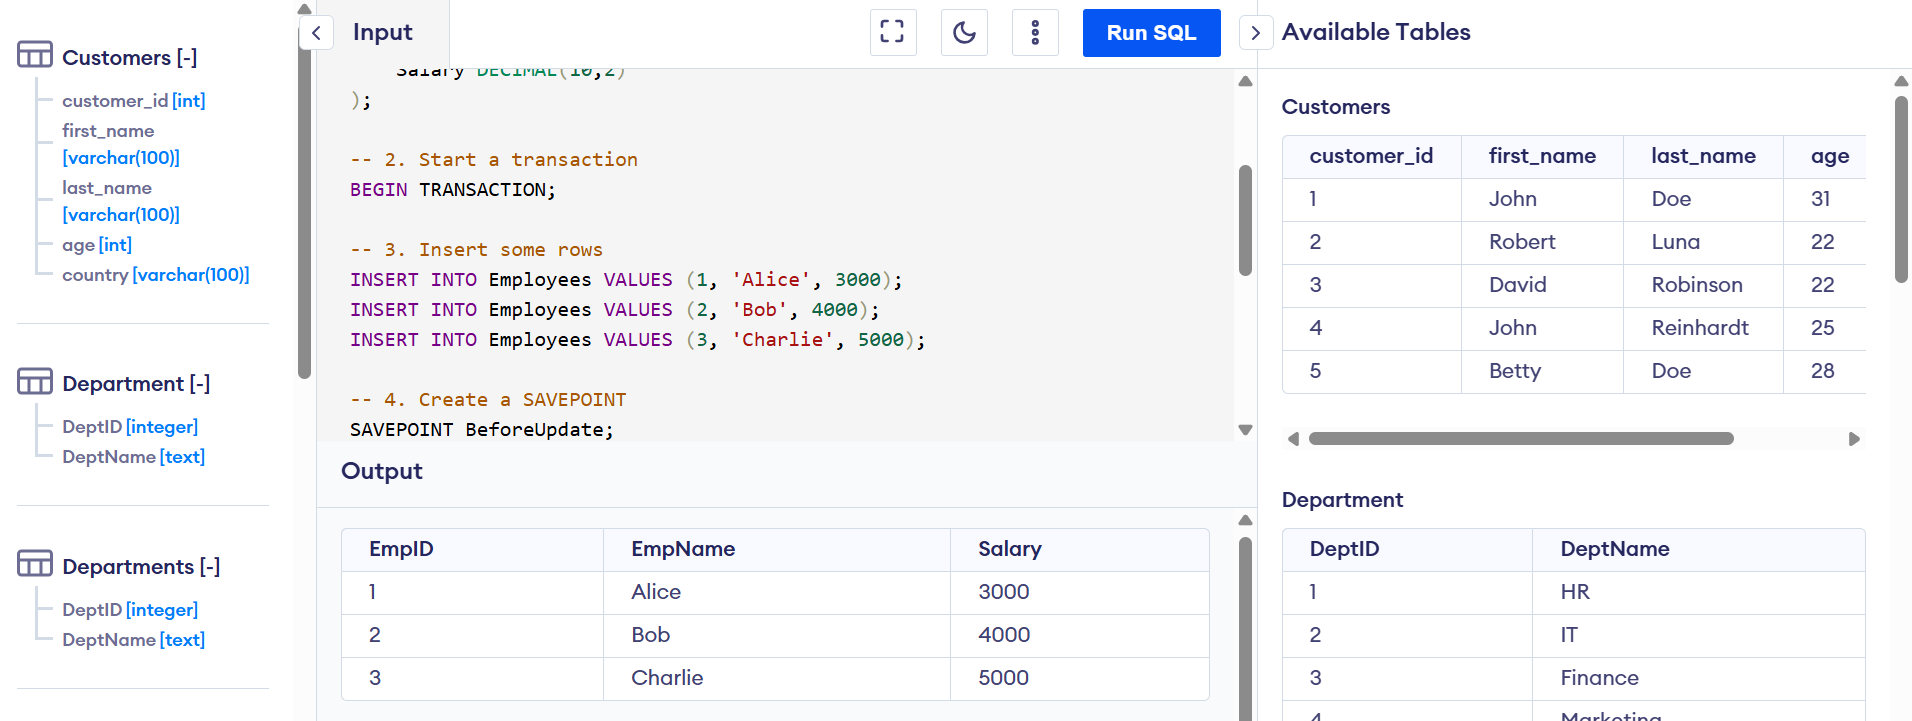 Customers [-]
customer_id [int]
first_name
[varchar(100)]
last_name
[varchar(100)]
age [int]
country [varchar(100)]
Department [-]
DeptID [integer]
DeptName [text]
Departments [-]
DeptID [integer]
DeptName [text]
Input
Run SQL
Salary DECIMAL(10,2)
);
-- 2. Start a transaction
BEGIN TRANSACTION;
-- 3. Insert some rows
INSERT INTO Employees VALUES (1, 'Alice', 3000);
INSERT INTO Employees VALUES (2, 'Bob', 4000);
INSERT INTO Employees VALUES (3, 'Charlie', 5000);
-- 4. Create a SAVEPOINT
SAVEPOINT BeforeUpdate;
Output
EmpID EmpName Salary
1 Alice 3000
2 Bob 4000
3 Charlie 5000
Available Tables
Customers
customer_id first_name last_name age
1 John Doe 31
2 Robert Luna 22
3 David Robinson 22
4 John Reinhardt 25
5 Betty Doe 28
Department
DeptID DeptName
1 HR
2 IT
3 Finance
4 Marketing